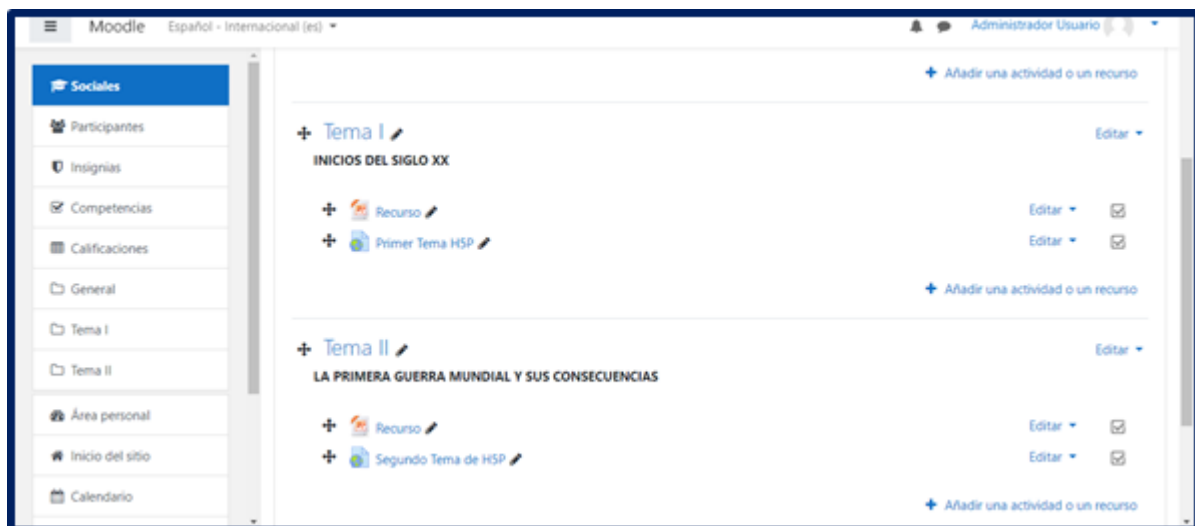 Moodle Español - Internacional (es) Administrador Usuario
Sociales
Participantes
Insignias
Competencias
Calificaciones
General
Tema I
Tema II
Área personal
Inicio del sitio
Calendario
Añadir una actividad o un recurso
Tema I Editar
INICIOS DEL SIGLO XX
Recurso Editar
Primer Tema H5P Editar
Añadir una actividad o un recurso
Tema II Editar
LA PRIMERA GUERRA MUNDIAL Y SUS CONSECUENCIAS
Recurso Editar
Segundo Tema de H5P Editar
Añadir una actividad o un recurso